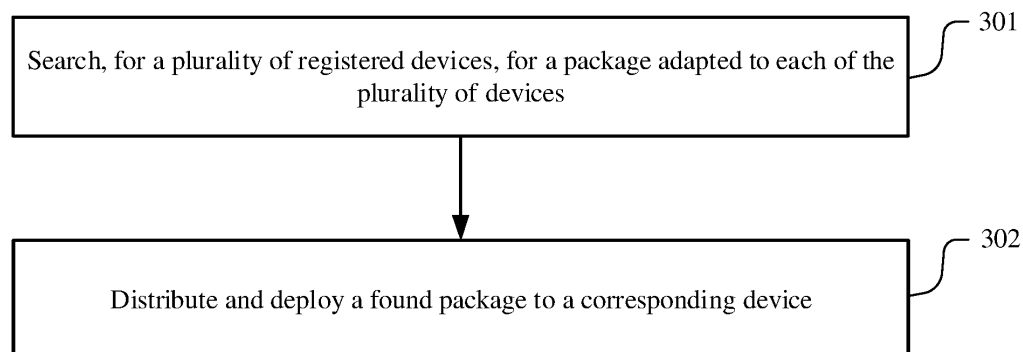 301
Search, for a plurality of registered devices, for a package adapted to each of the
plurality of devices
302
Distribute and deploy a found package to a corresponding device